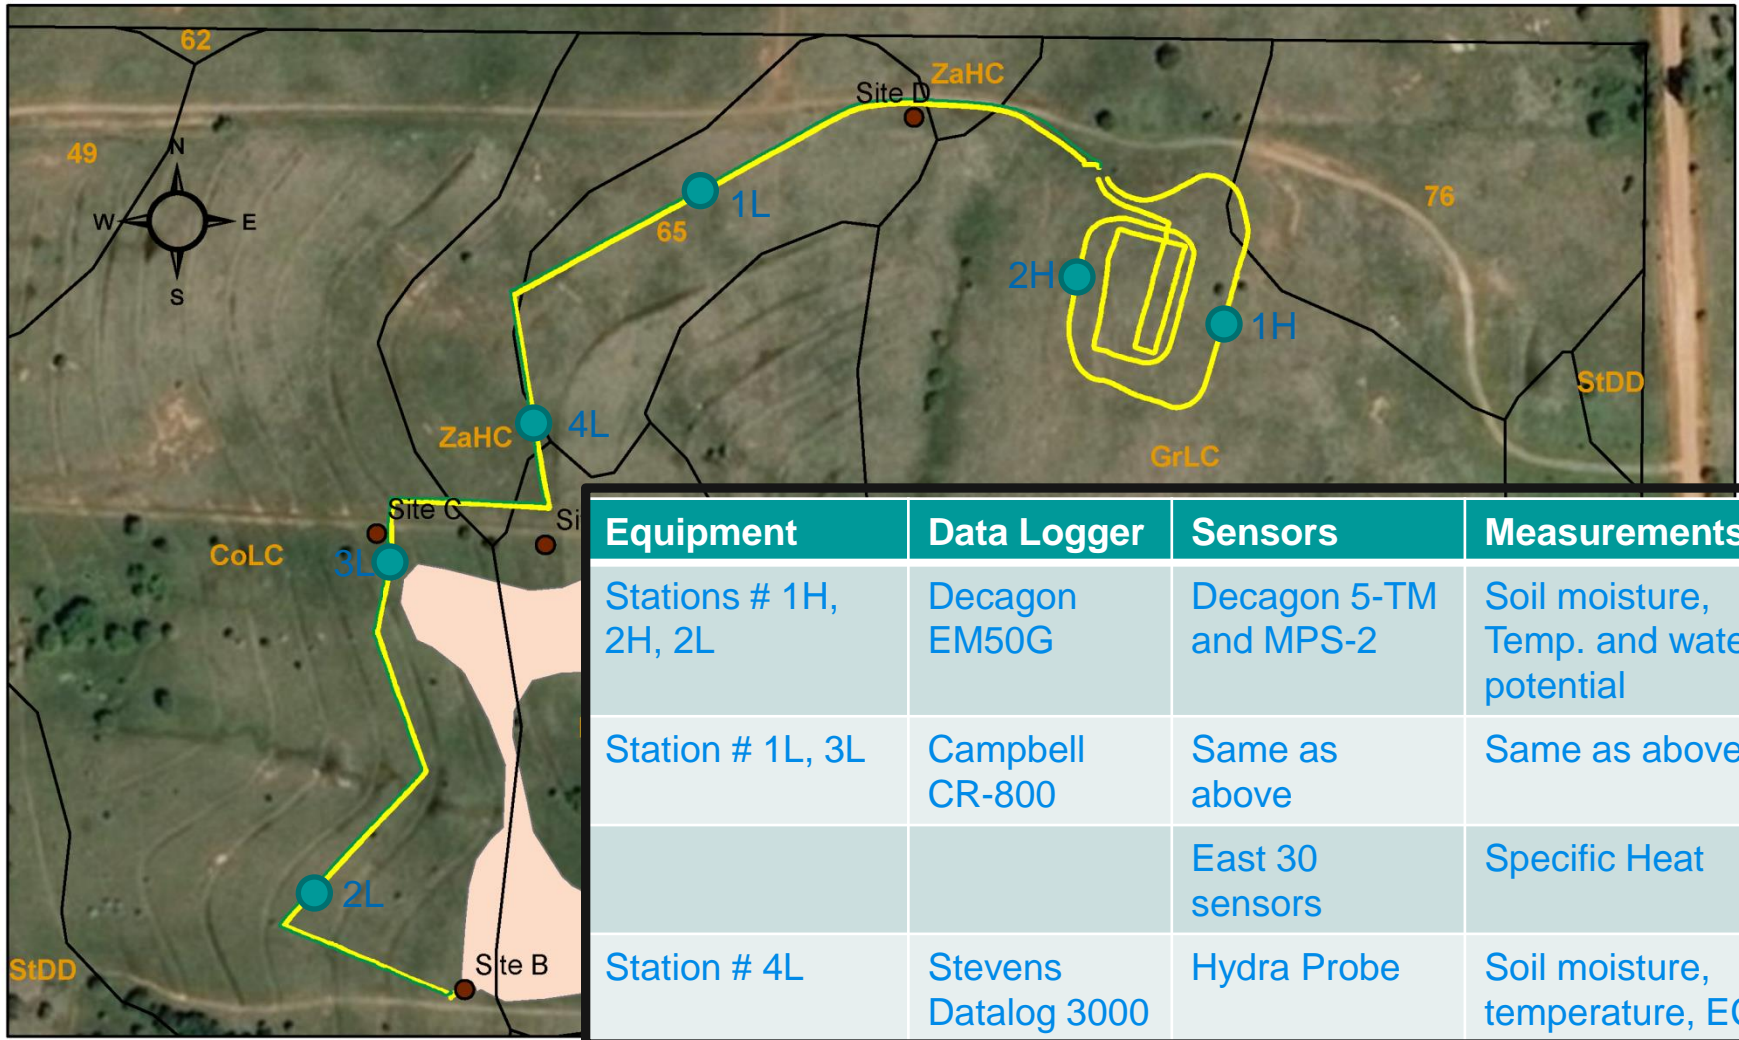 62
ZaHC
Site D
49
N
W
E
S
1L
65
76
2H
1H
StDD
4L
ZaHC
GrLC
Site C
CoLC
3L
2L
Site B
StDD
Equipment
Data Logger
Sensors
Measurements
Stations # 1H,
2H, 2L
Decagon
EM50G
Decagon 5-TM
and MPS-2
Soil moisture,
Temp. and wate
potential
Station # 1L, 3L
Campbell
CR-800
Same as
above
Same as above
East 30
sensors
Specific Heat
Station # 4L
Stevens
Datalog 3000
Hydra Probe
Soil moisture,
temperature, EC